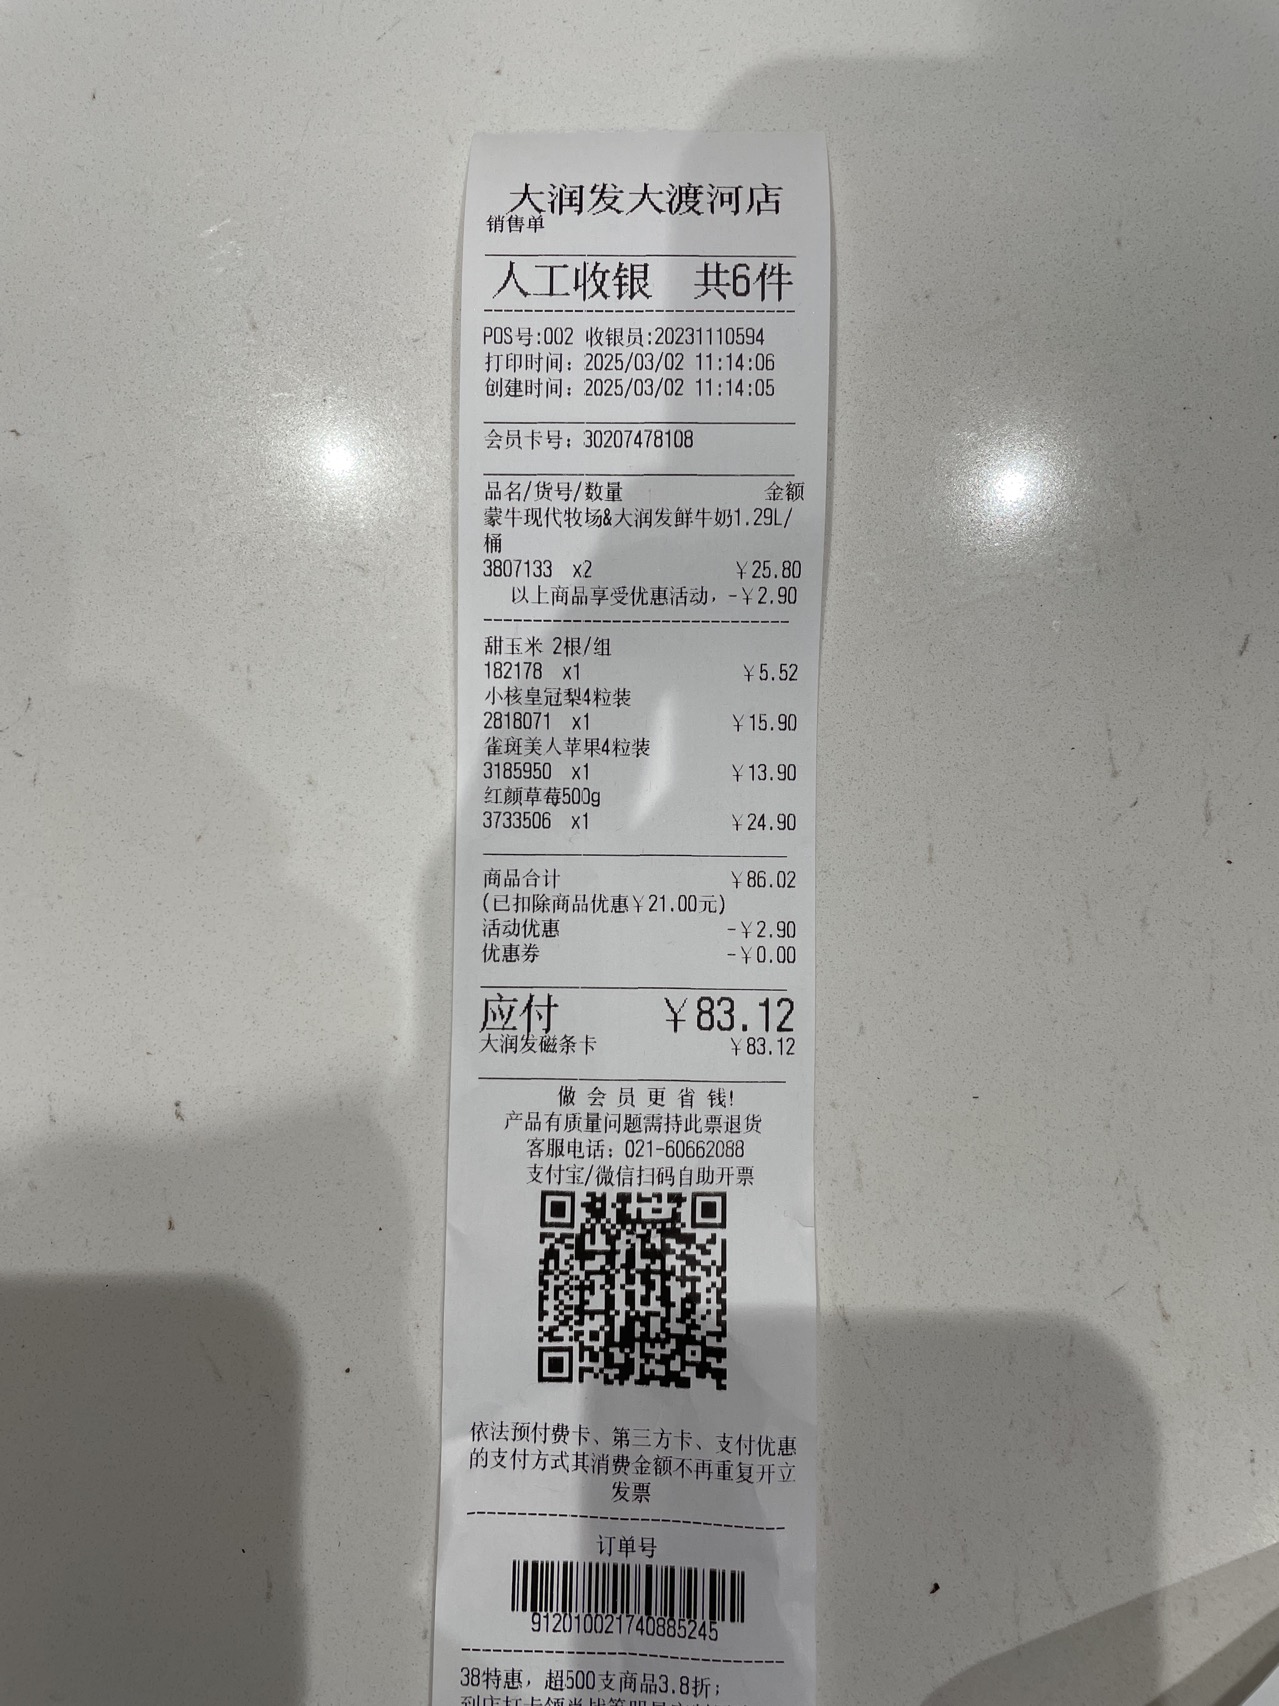 大润发大渡河店
销售单
人工收银 共6件
POS号:002 收银员:20231110594
打印时间: 2025/03/02 11:14:06
创建时间: 2025/03/02 11:14:05
会员卡号: 30207478108
品名/货号/数量 金额
蒙牛现代牧场&大润发鲜牛奶1.29L/
桶
3807133 x2 ￥25.80
以上商品享受优惠活动, -￥2.90
甜玉米 2根/组
182178 x1 ￥5.52
小核皇冠梨4粒装
2818071 x1 ￥15.90
雀斑美人苹果4粒装
3185950 x1 ￥13.90
红颜草莓500g
3733506 x1 ￥24.90
商品合计 ￥86.02
(已扣除商品优惠￥21.00元)
活动优惠 -￥2.90
优惠券 -￥0.00
应付 ￥83.12
大润发磁条卡 ￥83.12
做会员更省钱!
产品有质量问题需持此票退货
客服电话: 021-60662088
支付宝/微信扫码自助开票
依法预付费卡、第三方卡、支付优惠
的支付方式其消费金额不再重复开立
发票
订单号
912010021740885245
38特惠, 超500支商品3.8折;
到店打卡领